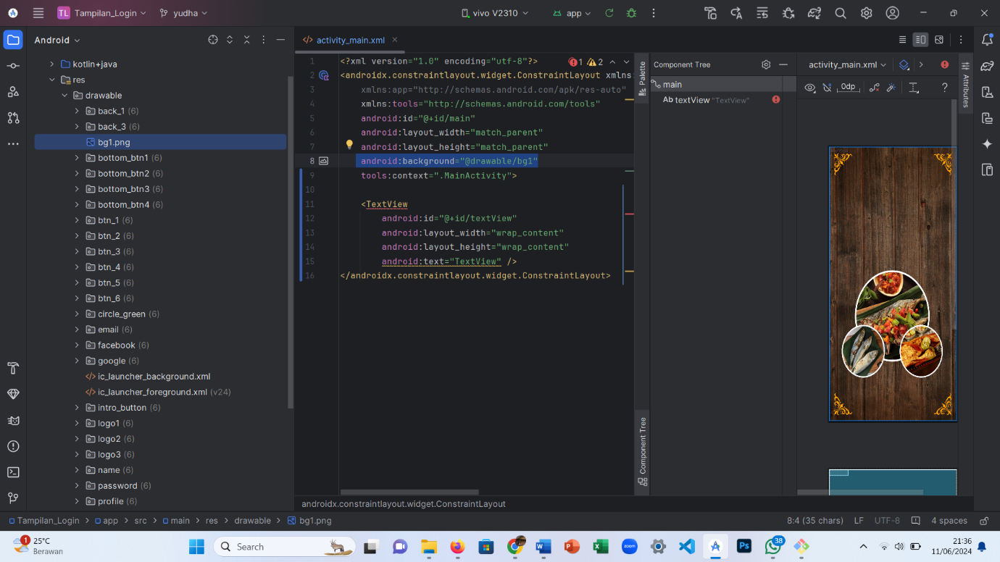 TL Tampilan_Login
yudha
vivo V2310
app
Android
kotlin+java
res
drawable
back_1 (6)
back_3 (6)
bg1.png
bottom_btn1 (6)
bottom_btn2 (6)
bottom_btn3 (6)
bottom_btn4 (6)
btn_1 (6)
btn_2 (6)
btn_3 (6)
btn_4 (6)
btn_5 (6)
btn_6 (6)
circle_green (6)
email (6)
facebook (6)
google (6)
ic_launcher_background.xml
ic_launcher_foreground.xml (v24)
intro_button (6)
logo1 (6)
logo2 (6)
logo3 (6)
name (6)
password (6)
profile (6)
activity_main.xml
1 <?xml version="1.0" encoding="utf-8"?>
2 <androidx.constraintlayout.widget.ConstraintLayout xmlns
3 xmlns:app="http://schemas.android.com/apk/res-auto"
4 xmlns:tools="http://schemas.android.com/tools"
5 android:id="@+id/main"
6 android:layout_width="match_parent"
7 android:layout_height="match_parent"
8 android:background="@drawable/bg1"
9 tools:context=".MainActivity">
10
11 <TextView
12 android:id="@+id/textView"
13 android:layout_width="wrap_content"
14 android:layout_height="wrap_content"
15 android:text="TextView" />
16 </androidx.constraintlayout.widget.ConstraintLayout>
1 2
androidx.constraintlayout.widget.ConstraintLayout
Palette
Component Tree
Component Tree
main
Ab textView "TextView"
activity_main.xml
0dp
?
Attributes
Tampilan_Login > app > src > main > res > drawable > bg1.png
8:4 (35 chars) LF UTF-8 4 spaces
1
25°C
Berawan
Search
zoom
Ps
38
21:36
11/06/2024